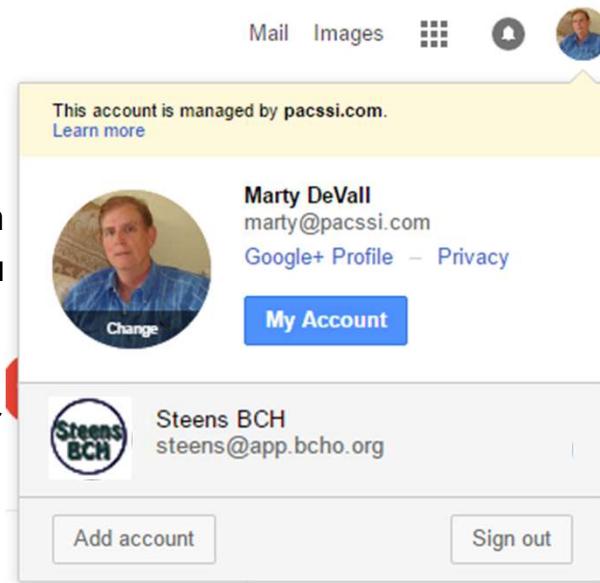 Mail Images
This account is managed by pacssi.com.
Learn more
Marty DeVall
marty@pacssi.com
Google+ Profile – Privacy
Change
My Account
Steens
BCH
Steens BCH
steens@app.bcho.org
Add account Sign out